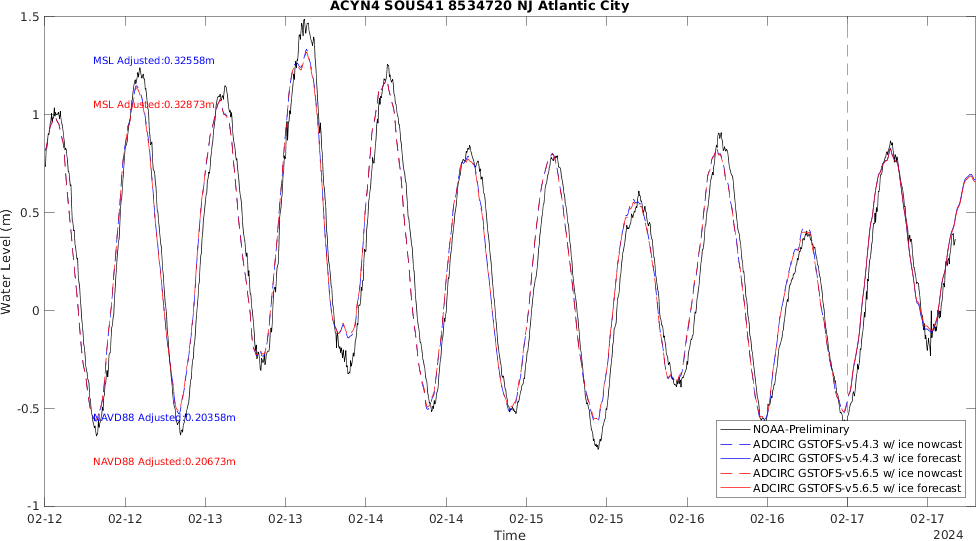 ACYN4 SOUS41 8534720 NJ Atlantic City
1.5
MSL Adjusted:0.32558m
MSL Adjusted:0.32873m
1
0.5
Water Level (m)
0
-0.5
NAVD88 Adjusted:0.20358m
NAVD88 Adjusted:0.20673m
-1
NOAA-Preliminary
ADCIRC GSTOFS-v5.4.3 w/ ice nowcast
ADCIRC GSTOFS-v5.4.3 w/ ice forecast
ADCIRC GSTOFS-v5.6.5 w/ ice nowcast
ADCIRC GSTOFS-v5.6.5 w/ ice forecast
02-12 02-12 02-13 02-13 02-14 02-14 02-15 02-15 02-16 02-16 02-17 02-17
Time
2024